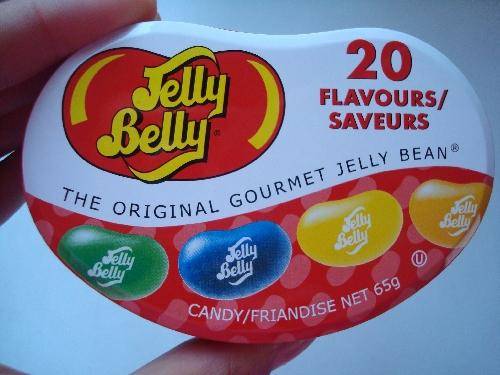 Jelly
Belly®
20
FLAVOURS/
SAVEURS
THE ORIGINAL GOURMET JELLY BEAN®
Jelly
Belly
Jelly
Belly
Jelly
Belly
Jelly
Belly
U
CANDY/FRIANDISE NET 65g